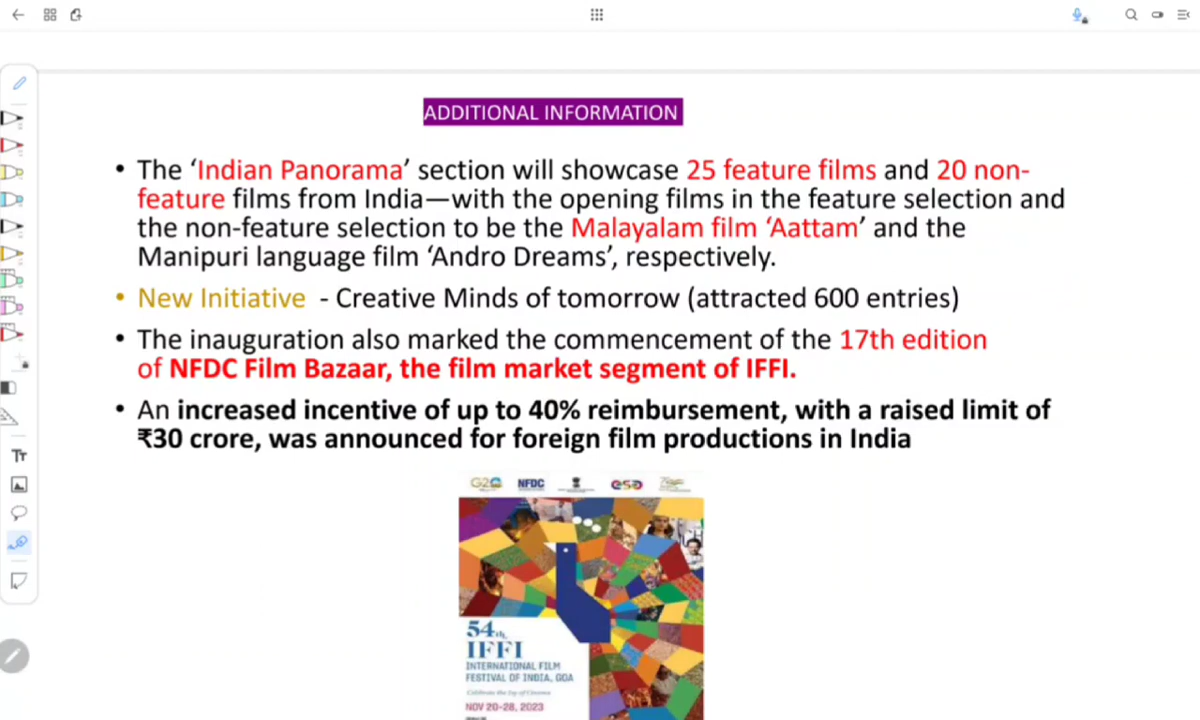 ADDITIONAL INFORMATION
• The ‘Indian Panorama’ section will showcase 25 feature films and 20 non-
feature films from India—with the opening films in the feature selection and
the non-feature selection to be the Malayalam film ‘Aattam’ and the
Manipuri language film ‘Andro Dreams’, respectively.
• New Initiative - Creative Minds of tomorrow (attracted 600 entries)
• The inauguration also marked the commencement of the 17th edition
of NFDC Film Bazaar, the film market segment of IFFI.
• An increased incentive of up to 40% reimbursement, with a raised limit of
₹30 crore, was announced for foreign film productions in India
Tт
G20 NFDC esg
54th
IFFI
INTERNATIONAL FILM
FESTIVAL OF INDIA, GOA
Celebrate the Joy of Cinema
NOV 20-28, 2023